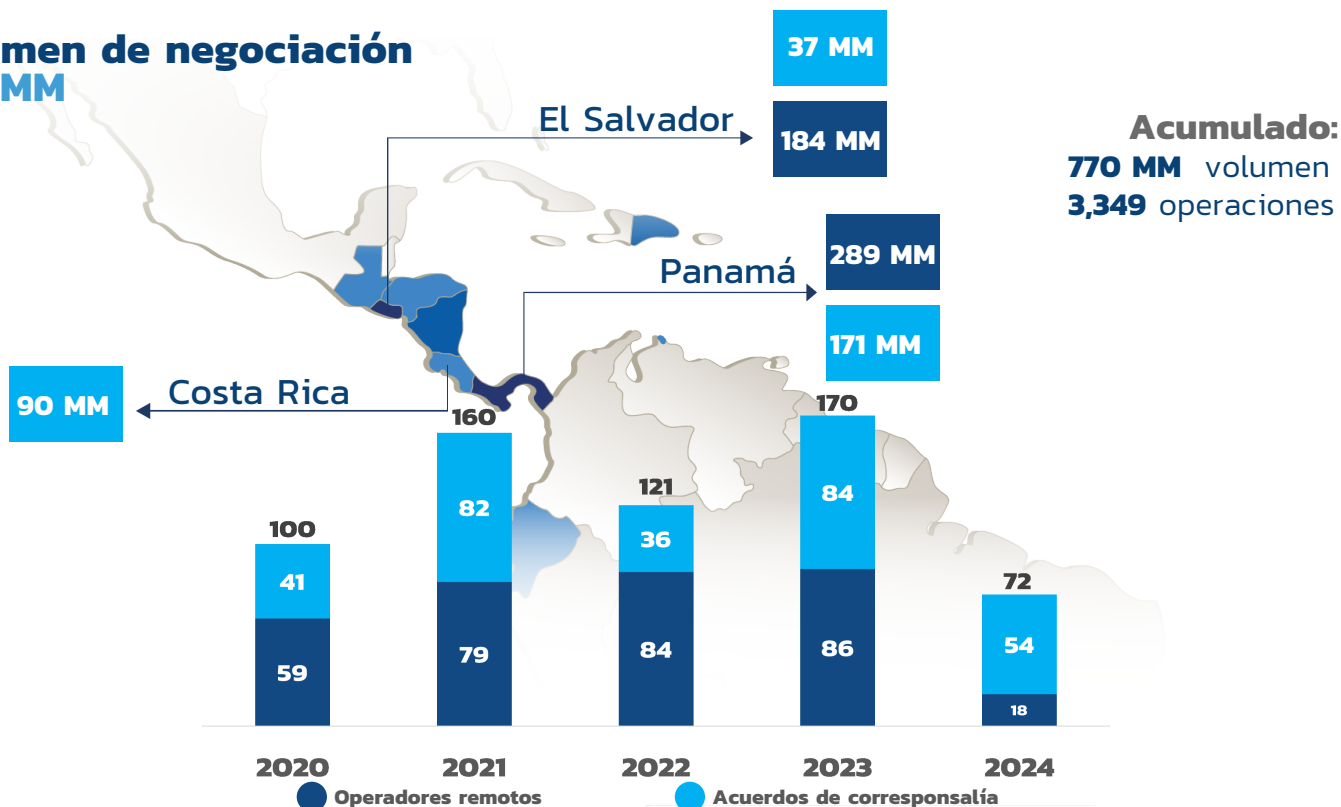 men de negociación
MM
37 MM
El Salvador
184 MM
Acumulado:
770 MM volumen
3,349 operaciones
289 MM
Panamá
171 MM
Costa Rica
90 MM
100
160
121
170
72
41
82
36
84
54
59
79
84
86
18
2020
2021
2022
2023
2024
Operadores remotos
Acuerdos de corresponsalía